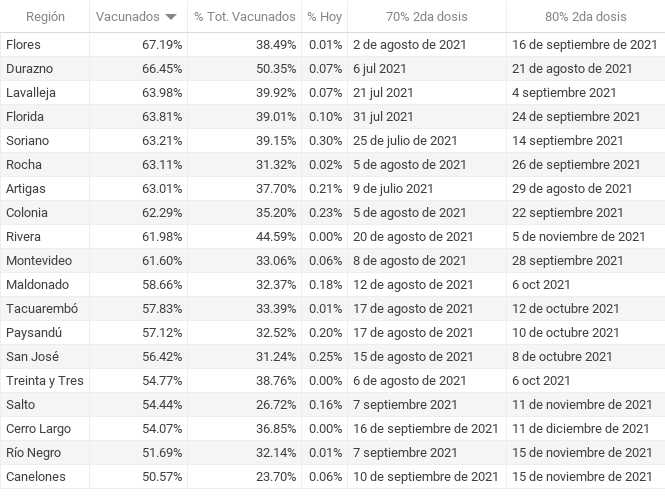 Región Vacunados % Tot. Vacunados % Hoy 70% 2da dosis 80% 2da dosis
Flores 67.19% 38.49% 0.01% 2 de agosto de 2021 16 de septiembre de 2021
Durazno 66.45% 50.35% 0.07% 6 jul 2021 21 de agosto de 2021
Lavalleja 63.98% 39.92% 0.07% 21 jul 2021 4 septiembre 2021
Florida 63.81% 39.01% 0.10% 31 jul 2021 24 de septiembre 2021
Soriano 63.21% 39.15% 0.30% 25 de julio de 2021 14 septiembre 2021
Rocha 63.11% 31.32% 0.02% 5 de agosto de 2021 26 de septiembre 2021
Artigas 63.01% 37.70% 0.21% 9 de julio 2021 29 de agosto de 2021
Colonia 62.29% 35.20% 0.23% 5 de agosto de 2021 22 septiembre 2021
Rivera 61.98% 44.59% 0.00% 20 de agosto de 2021 5 de noviembre de 2021
Montevideo 61.60% 33.06% 0.06% 8 de agosto de 2021 28 septiembre 2021
Maldonado 58.66% 32.37% 0.18% 12 de agosto de 2021 6 oct 2021
Tacuarembó 57.83% 33.39% 0.01% 17 de agosto de 2021 12 de octubre 2021
Paysandú 57.12% 32.52% 0.20% 17 de agosto de 2021 10 de octubre 2021
San José 56.42% 31.24% 0.25% 15 de agosto de 2021 8 de octubre 2021
Treinta y Tres 54.77% 38.76% 0.00% 6 de agosto de 2021 6 oct 2021
Salto 54.44% 26.72% 0.16% 7 septiembre 2021 11 de noviembre de 2021
Cerro Largo 54.07% 36.85% 0.00% 16 de septiembre de 2021 11 de diciembre de 2021
Río Negro 51.69% 32.14% 0.01% 7 septiembre 2021 15 de noviembre de 2021
Canelones 50.57% 23.70% 0.06% 10 de septiembre de 2021 15 de noviembre de 2021